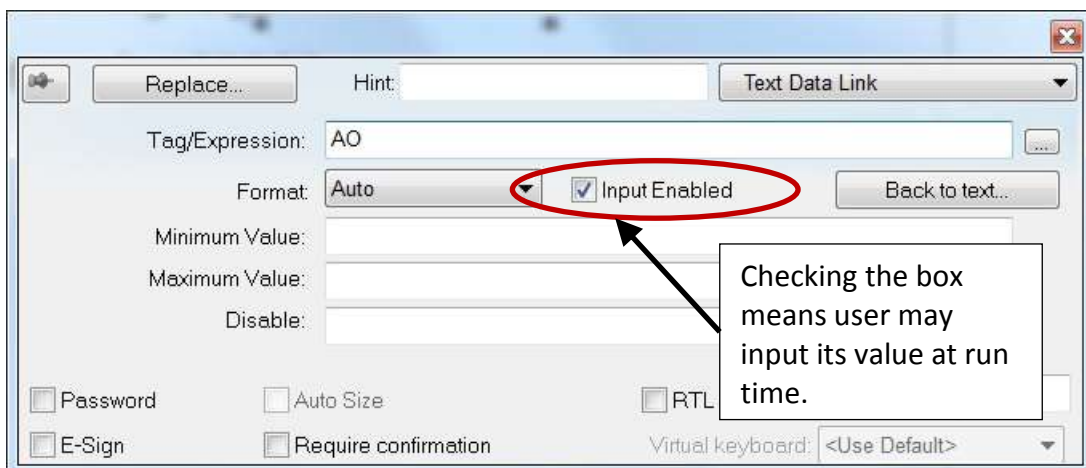 Replace... Hint: Text Data Link
Tag/Expression: AO ...
Format: Auto Input Enabled Back to text...
Minimum Value:
Maximum Value:
Disable:
Checking the box
means user may
input its value at run
time.
Password Auto Size RTL
E-Sign Require confirmation Virtual keyboard: <Use Default>